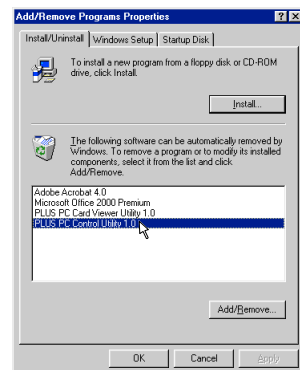 Add/Remove Programs Properties
Install/Uninstall Windows Setup Startup Disk
To install a new program from a floppy disk or CD-ROM
drive, click Install.
Install...
The following software can be automatically removed by
Windows. To remove a program or to modify its installed
components, select it from the list and click
Add/Remove.
Adobe Acrobat 4.0
Microsoft Office 2000 Premium
PLUS PC Card Viewer Utility 1.0
PLUS PC Control Utility 1.0
Add/Remove...
OK Cancel Apply